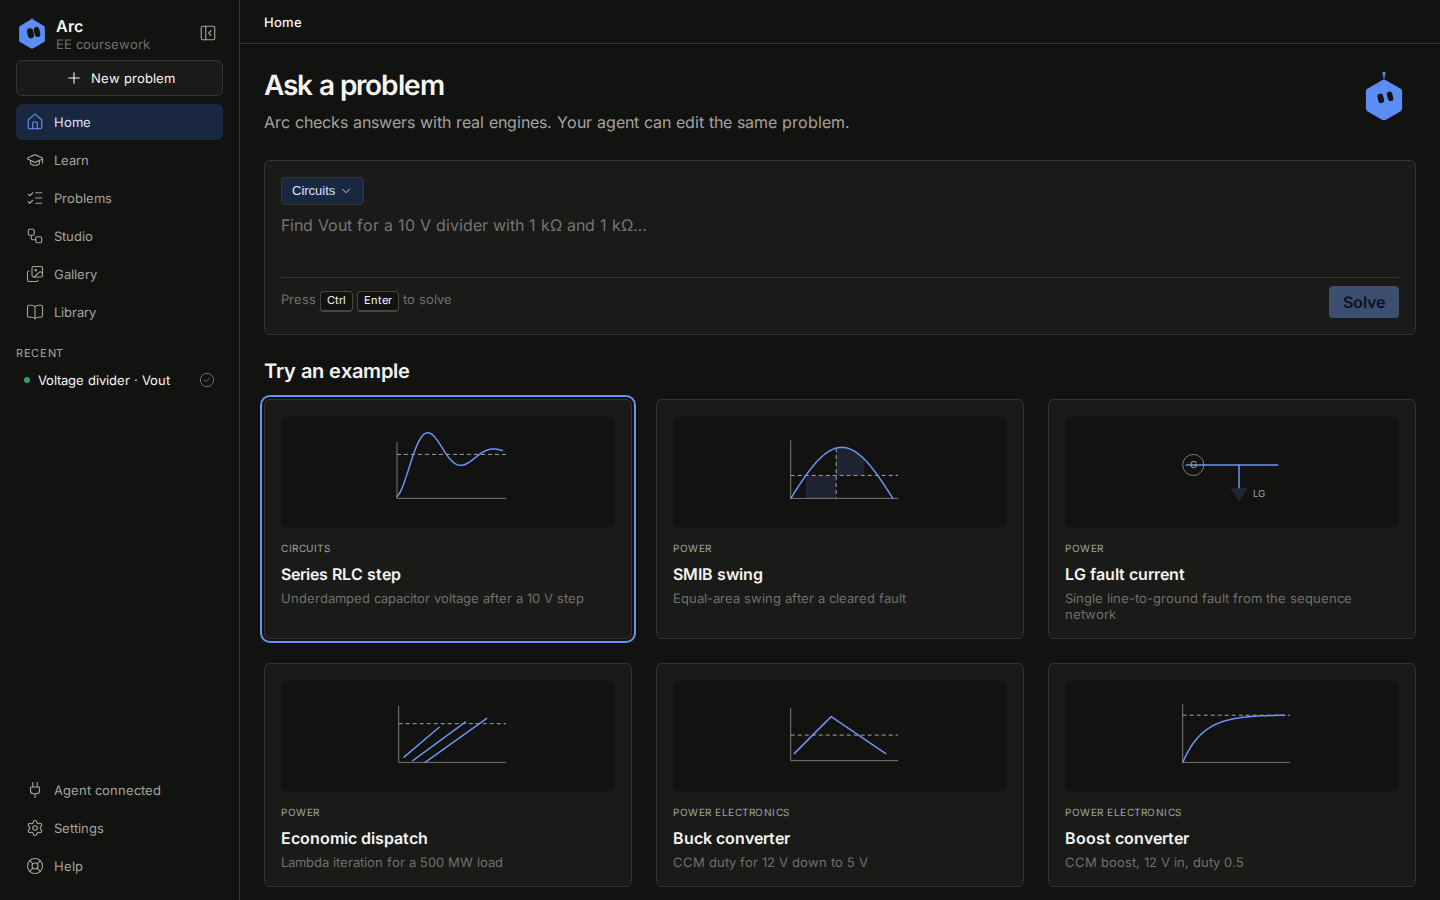 Arc
EE coursework
New problem
Home
Learn
Problems
Studio
Gallery
Library
RECENT
Voltage divider · Vout
Agent connected
Settings
Help
Home
Ask a problem
Arc checks answers with real engines. Your agent can edit the same problem.
Circuits
Find Vout for a 10 V divider with 1 kΩ and 1 kΩ...
Press Ctrl Enter to solve
Solve
Try an example
CIRCUITS
Series RLC step
Underdamped capacitor voltage after a 10 V step
POWER
SMIB swing
Equal-area swing after a cleared fault
G
LG
POWER
LG fault current
Single line-to-ground fault from the sequence
network
POWER
Economic dispatch
Lambda iteration for a 500 MW load
POWER ELECTRONICS
Buck converter
CCM duty for 12 V down to 5 V
POWER ELECTRONICS
Boost converter
CCM boost, 12 V in, duty 0.5